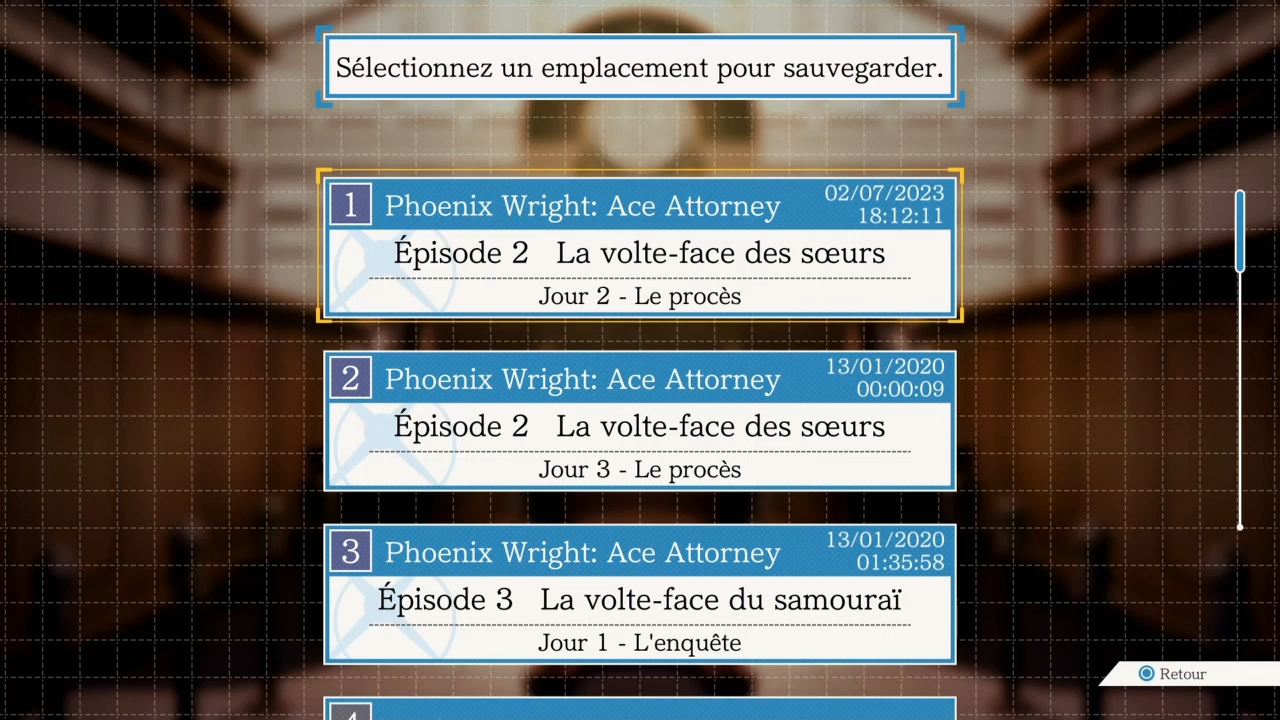 Sélectionnez un emplacement pour sauvegarder.
1 Phoenix Wright: Ace Attorney 02/07/2023
18:12:11
Épisode 2 La volte-face des sœurs
Jour 2 - Le procès
2 Phoenix Wright: Ace Attorney 13/01/2020
00:00:09
Épisode 2 La volte-face des sœurs
Jour 3 - Le procès
3 Phoenix Wright: Ace Attorney 13/01/2020
01:35:58
Épisode 3 La volte-face du samouraï
Jour 1 - L'enquête
Retour